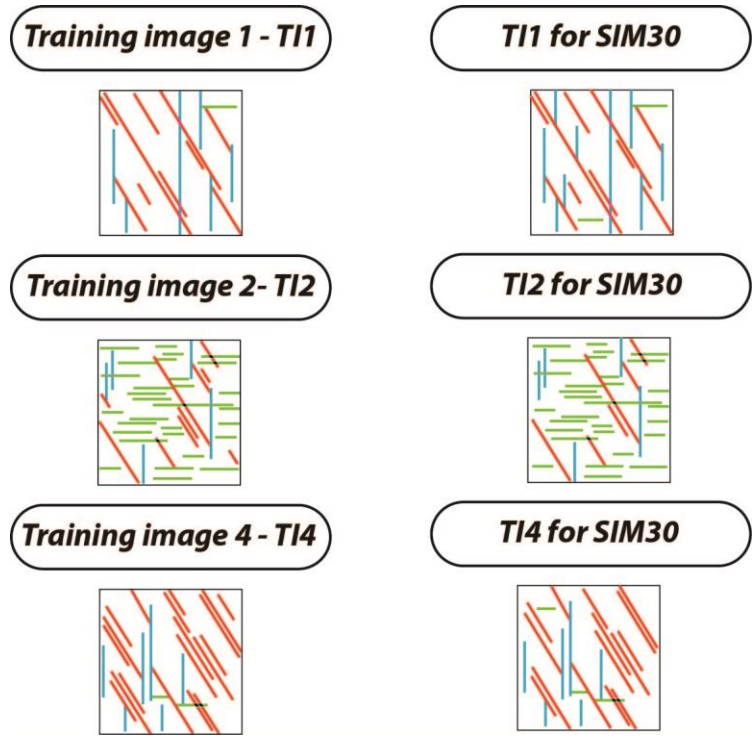 Training image 1 - TI1
TI1 for SIM30
Training image 2- TI2
TI2 for SIM30
Training image 4 - TI4
TI4 for SIM30